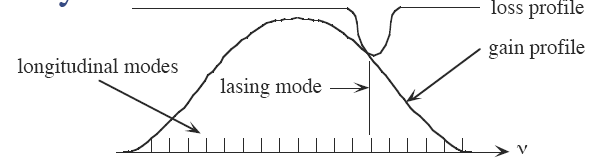 loss profile
gain profile
longitudinal modes
lasing mode
ν